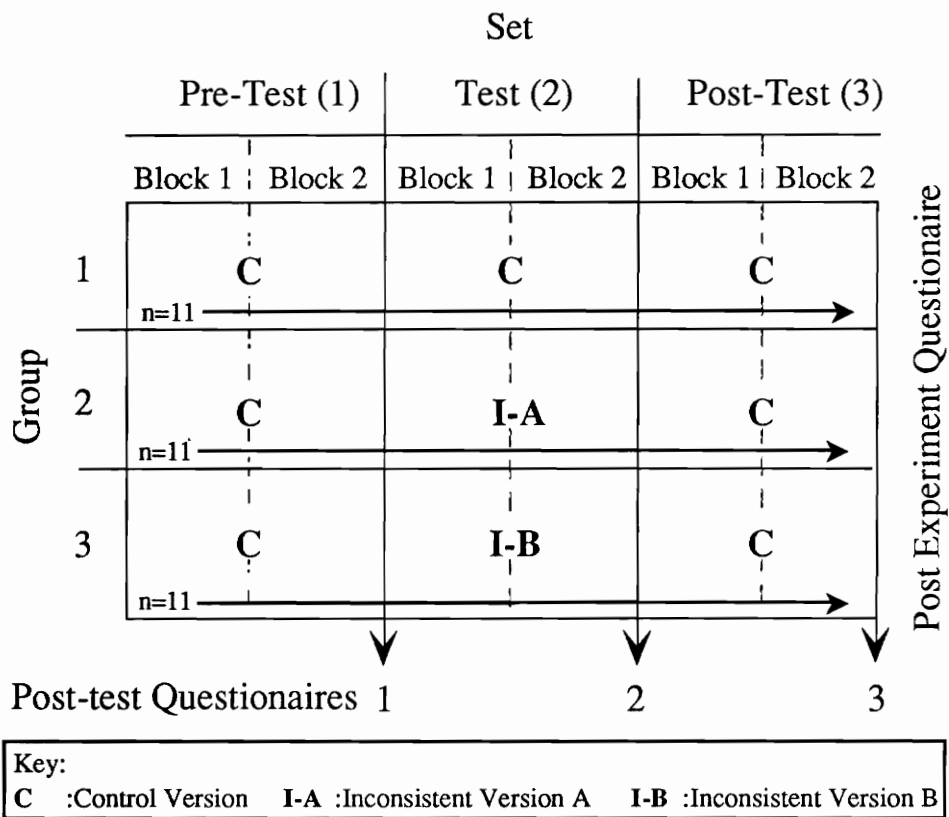 Set
Pre-Test (1) Test (2) Post-Test (3)
Block 1 Block 2 Block 1 Block 2 Block 1 Block 2
1 C C C
n=11
2 C I-A C
n=11
3 C I-B C
n=11
Group
Post Experiment Questionaire
Post-test Questionaires 1 2 3
Key:
C :Control Version I-A :Inconsistent Version A I-B :Inconsistent Version B